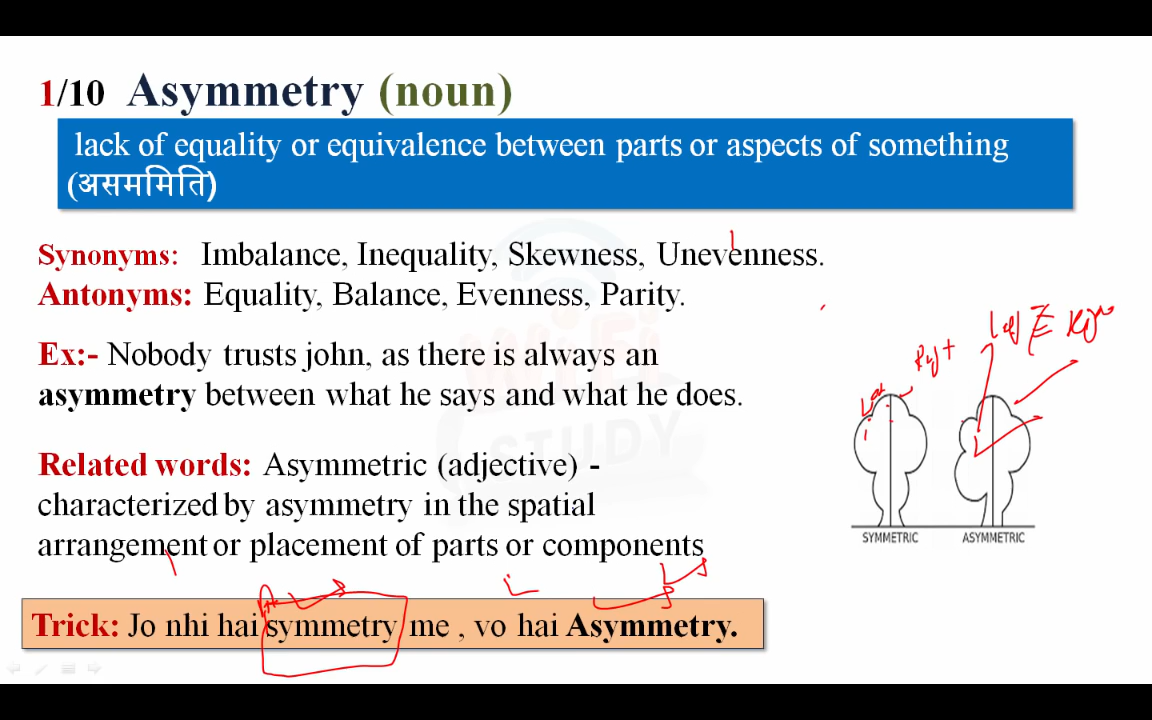 1/10 Asymmetry (noun)
lack of equality or equivalence between parts or aspects of something
(असममिति)
Synonyms: Imbalance, Inequality, Skewness, Unevenness.
Antonyms: Equality, Balance, Evenness, Parity.
Ex:- Nobody trusts john, as there is always an
asymmetry between what he says and what he does.
Related words: Asymmetric (adjective) -
characterized by asymmetry in the spatial
arrangement or placement of parts or components
Trick: Jo nhi hai symmetry me , vo hai Asymmetry.
SYMMETRIC ASYMMETRIC
STUDY